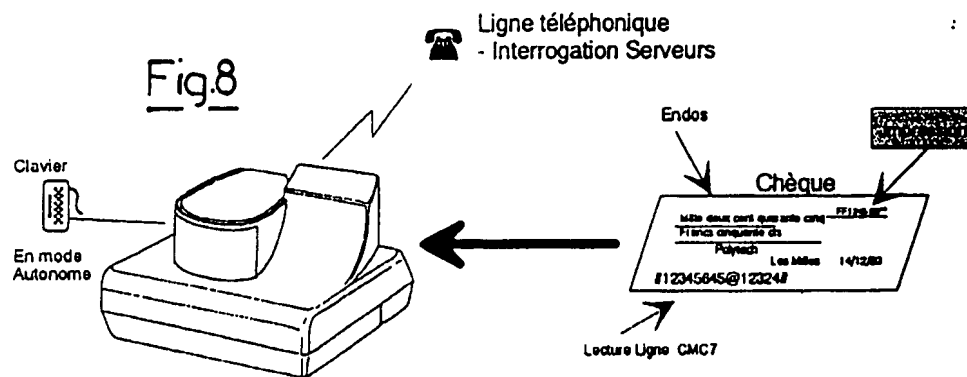 Ligne téléphonique
- Interrogation Serveurs
Fig.8
Clavier
En mode
Autonome
Endos
Impression
Chèque
Mille deux cent quarante cinq
Francs cinquante cts
Polytech
Les Milles 14/12/93
#12345645@12324#
Lecture Ligne CMC7